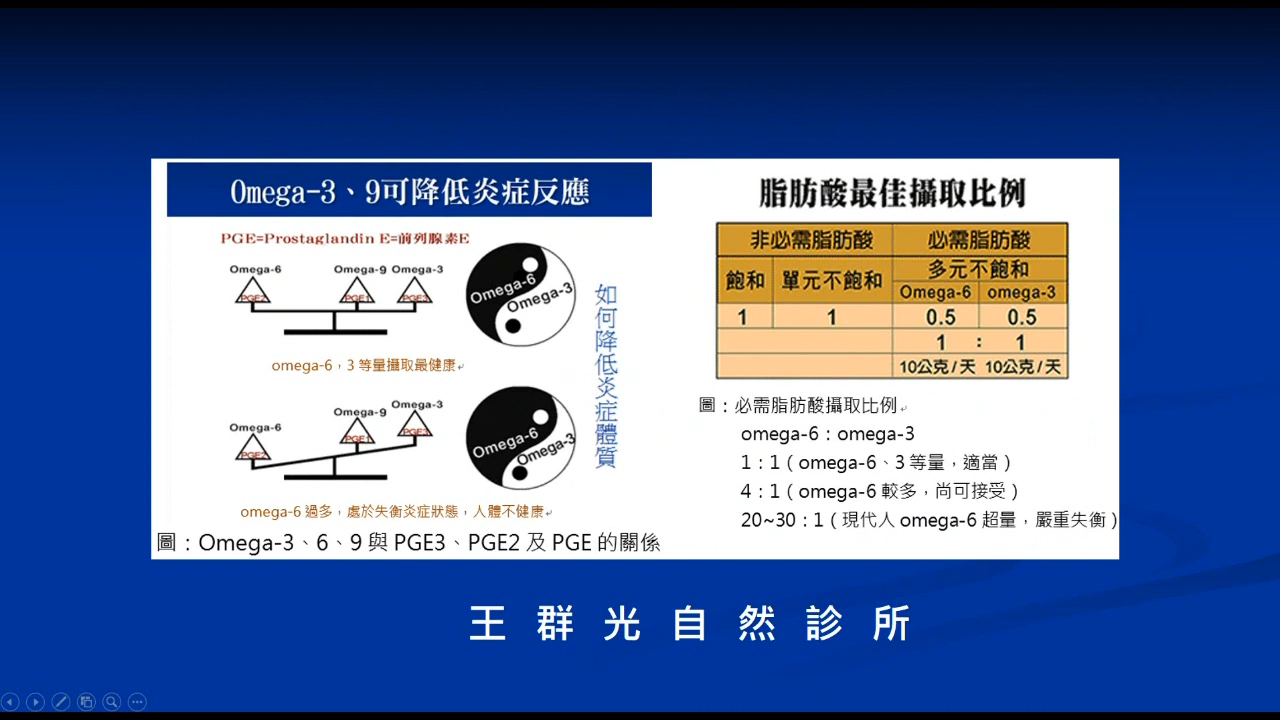 Omega-3、9可降低炎症反應
PGE=Prostaglandin E=前列腺素E
Omega-6
Omega-9
Omega-3
PGE2
PGE1
PGE3
Omega-6
Omega-3
omega-6，3 等量攝取最健康
Omega-6
Omega-9
Omega-3
PGE2
PGE1
PGE3
Omega-6
Omega-3
omega-6 過多，處於失衡炎症狀態，人體不健康
如何降低炎症體質
圖：Omega-3、6、9 與 PGE3、PGE2 及 PGE 的關係
脂肪酸最佳攝取比例
非必需脂肪酸 必需脂肪酸
飽和 單元不飽和 多元不飽和
Omega-6 omega-3
1 1 0.5 0.5
1 : 1
10公克/天 10公克/天
圖：必需脂肪酸攝取比例
omega-6：omega-3
1：1（omega-6、3 等量，適當）
4：1（omega-6 較多，尚可接受）
20~30：1（現代人 omega-6 超量，嚴重失衡）
王群光自然診所